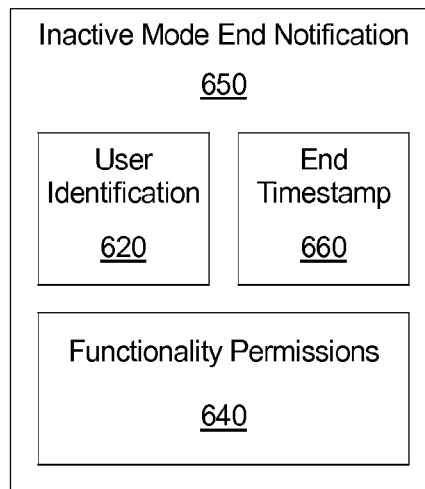 Inactive Mode End Notification
650
User
Identification
620
End
Timestamp
660
Functionality Permissions
640